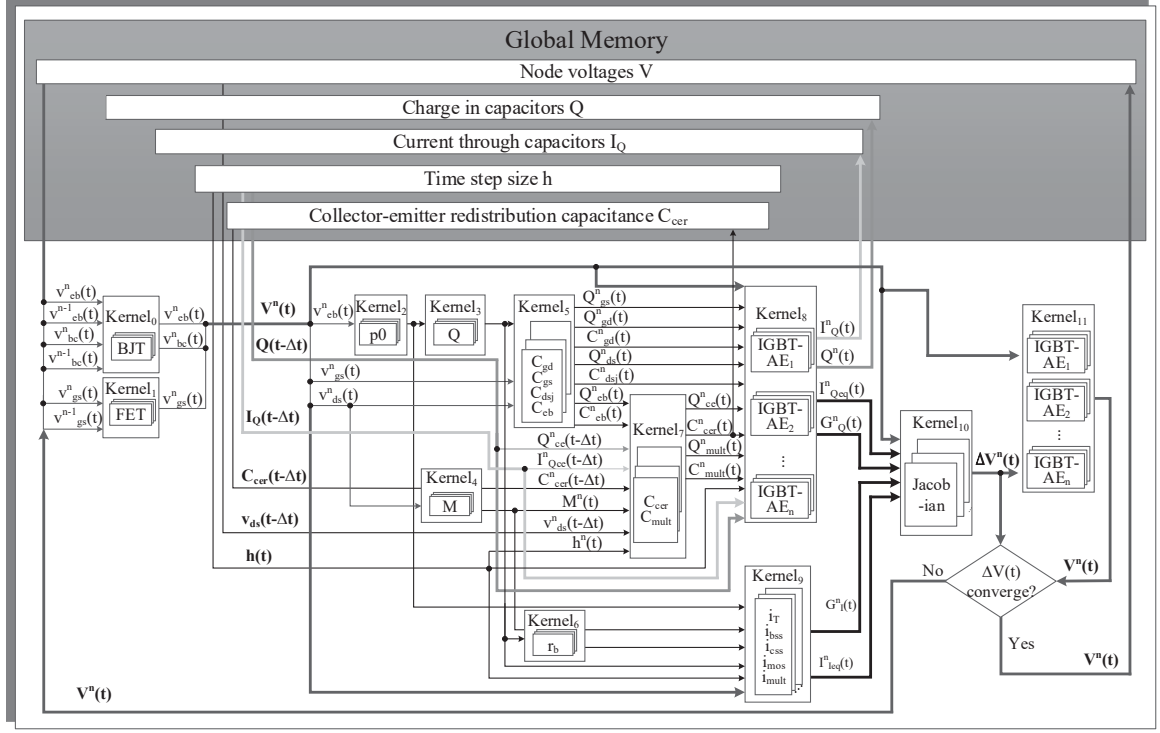 Global Memory
Node voltages V
Charge in capacitors Q
Current through capacitors I_Q
Time step size h
Collector-emitter redistribution capacitance C_cer
v^n_eb(t)
v^n-1_eb(t)
v^n_bc(t)
v^n-1_bc(t)
v^n_gs(t)
v^n-1_gs(t)
Kernel_0
BJT
Kernel_1
FET
v^n_eb(t)
v^n_bc(t)
v^n_gs(t)
V^n(t)
Q(t-Δt)
I_Q(t-Δt)
C_cer(t-Δt)
v_ds(t-Δt)
h(t)
v^n_eb(t)
v^n_gs(t)
v^n_ds(t)
Kernel_2
p0
Kernel_3
Q
Kernel_4
M
Kernel_5
C_gd
C_gs
C_dsj
C_eb
Q^n_gs(t)
Q^n_gd(t)
C^n_gd(t)
Q^n_ds(t)
C^n_dsj(t)
Q^n_eb(t)
C^n_eb(t)
Q^n_ce(t-Δt)
I^n_Qce(t-Δt)
C^n_cer(t-Δt)
M^n(t)
v^n_ds(t-Δt)
h^n(t)
Kernel_6
r_b
Kernel_7
C_cer
C_mult
Q^n_ce(t)
C^n_cer(t)
Q^n_mult(t)
C^n_mult(t)
Kernel_8
IGBT-
AE_1
IGBT-
AE_2
⋮
IGBT-
AE_n
I^n_Q(t)
Q^n(t)
I^n_Qeq(t)
G^n_Q(t)
Kernel_9
i_T
i_bss
i_css
i_mos
i_mult
G^n_I(t)
I^n_Ieq(t)
Kernel_10
Jacob
-ian
ΔV^n(t)
Kernel_11
IGBT-
AE_1
IGBT-
AE_2
⋮
IGBT-
AE_n
V^n(t)
ΔV(t)
converge?
No
Yes
V^n(t)
V^n(t)